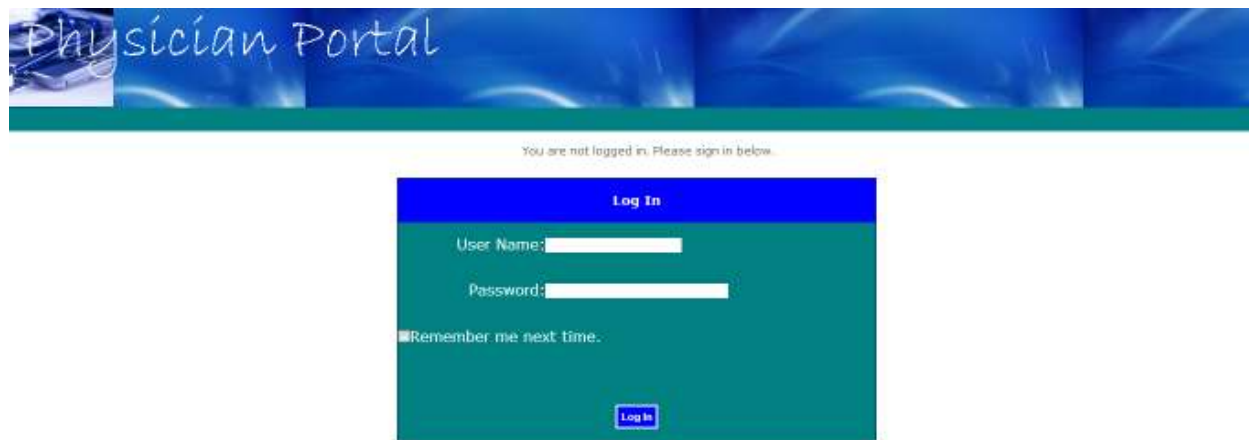 Physician Portal
You are not logged in. Please sign in below.
Log In
User Name:
Password:
Remember me next time.
Log In